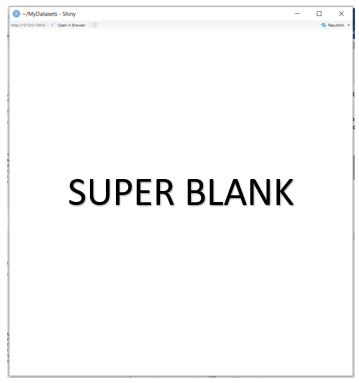 ~/MyDatasets - Shiny
Open in Browser
Republish
SUPER BLANK